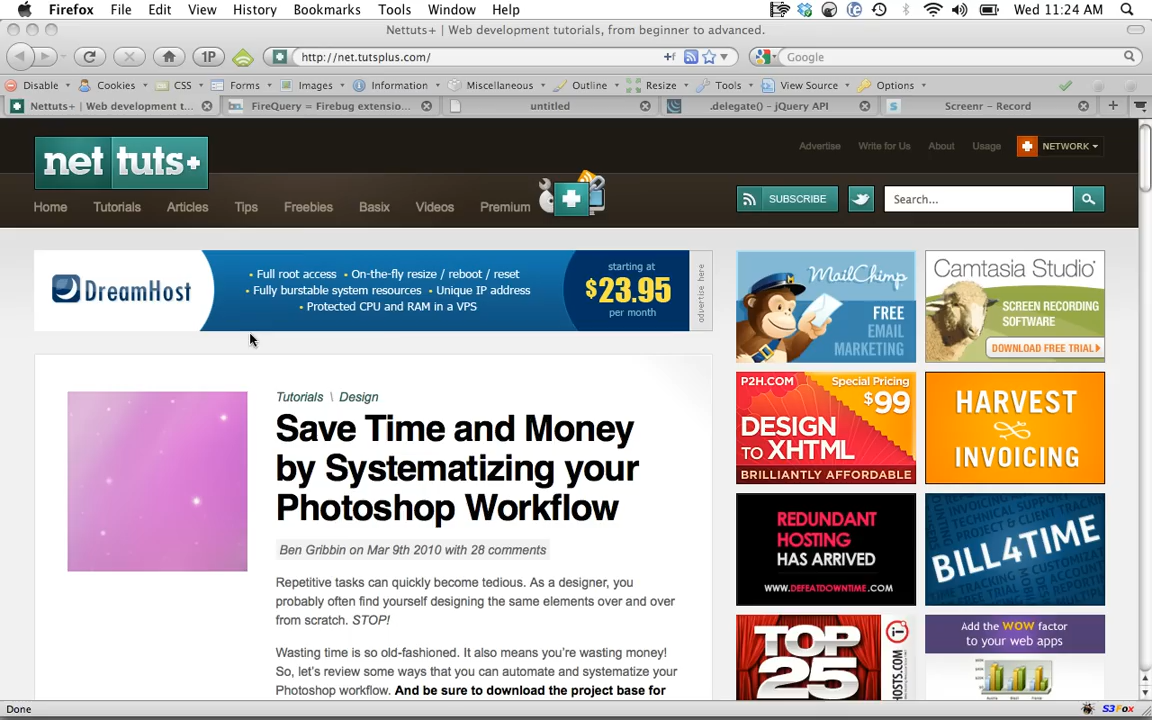 Firefox File Edit View History Bookmarks Tools Window Help Wed 11:24 AM
Nettuts+ | Web development tutorials, from beginner to advanced.
1P http://net.tutsplus.com/ +f Google
Disable Cookies CSS Forms Images Information Miscellaneous Outline Resize Tools View Source Options
Nettuts+ | Web development t... FireQuery = Firebug extensio... untitled .delegate() – jQuery API Screenr - Record
net tuts+
Advertise Write for Us About Usage NETWORK
Home Tutorials Articles Tips Freebies Basix Videos Premium
SUBSCRIBE Search...
DreamHost
• Full root access • On-the-fly resize / reboot / reset
• Fully burstable system resources • Unique IP address
• Protected CPU and RAM in a VPS
starting at
$23.95
per month
advertise here
MailChimp
FREE
EMAIL
MARKETING
Camtasia Studio
SCREEN RECORDING
SOFTWARE
DOWNLOAD FREE TRIAL
Tutorials \ Design
Save Time and Money
by Systematizing your
Photoshop Workflow
Ben Gribbin on Mar 9th 2010 with 28 comments
Repetitive tasks can quickly become tedious. As a designer, you
probably often find yourself designing the same elements over and over
from scratch. STOP!
Wasting time is so old-fashioned. It also means you're wasting money!
So, let's review some ways that you can automate and systematize your
Photoshop workflow. And be sure to download the project base for
P2H.COM Special Pricing
$99
DESIGN
TO XHTML
BRILLIANTLY AFFORDABLE
HARVEST
INVOICING
REDUNDANT
HOSTING
HAS ARRIVED
WWW.DEFEATDOWNTIME.COM
BILL4TIME
TOP
25
HOSTS.COM
Add the WOW factor
to your web apps
Done S3Fox